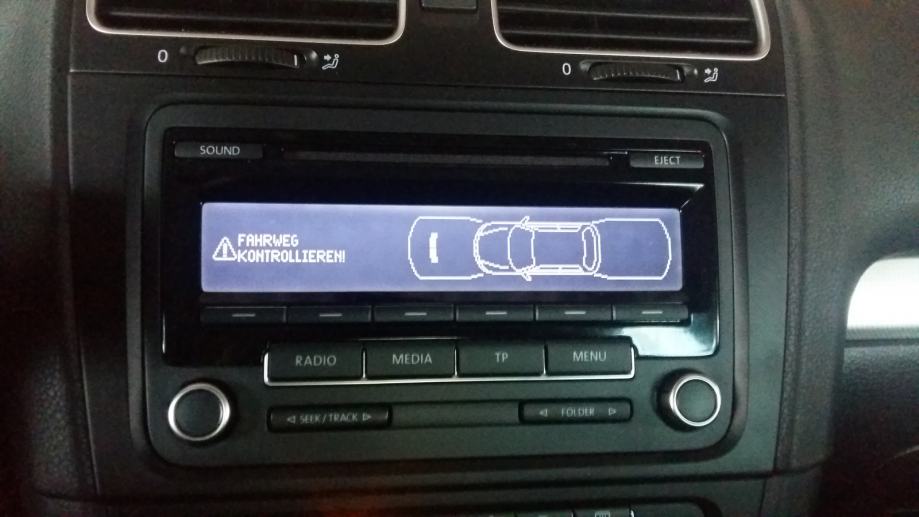 0
0
SOUND
EJECT
FAHRWEG
KONTROLLIEREN!
RADIO
MEDIA
TP
MENU
SEEK / TRACK
FOLDER